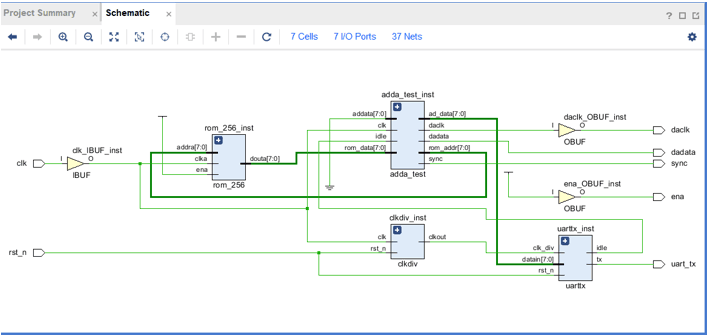 Project Summary × Schematic × ? □ ☐
7 Cells 7 I/O Ports 37 Nets
adda_test_inst
addata[7:0] ad_data[7:0]
clk daclk
idle dadata
rom_data[7:0] rom_addr[7:0]
sync
adda_test
daclk_OBUF_inst
I O
OBUF
daclk
dadata
sync
rom_256_inst
addra[7:0]
clka douta[7:0]
ena
rom_256
clk_IBUF_inst
clk I O
IBUF
ena_OBUF_inst
I O
OBUF
ena
clkdiv_inst
clk clkout
rst_n
clkdiv
rst_n
uarttx_inst
clk_div idle
datain[7:0] tx
rst_n
uarttx
uart_tx